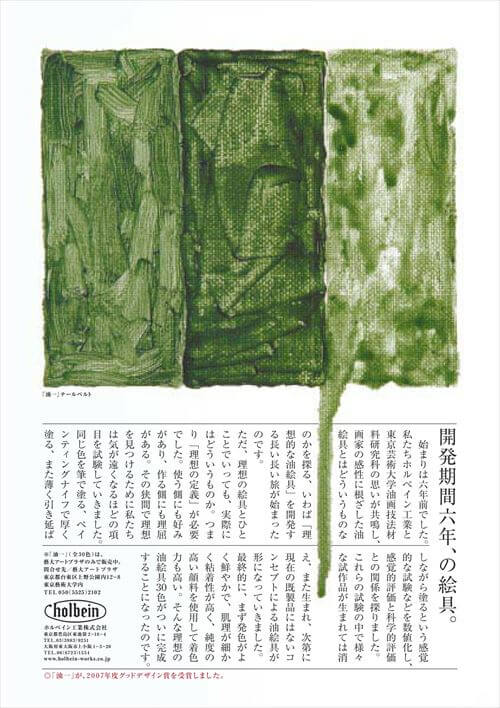 「油一」テールベルト
開発期間六年、の絵具。
始まりは六年前でした。
私たちホルベイン工業と
東京芸術大学油画技法材
料研究科の思いが共鳴し、
画家の感性に根ざした油
絵具とはどういうものな
のかを探る、いわば「理
想的な油絵具」を開発す
る長い長い旅が始まった
のです。
ただ、理想の絵具とひと
ことでいっても、実際に
はどういうものか。つま
り「理想の定義」が必要
でした。使う側にも好み
があり、作る側にも理屈
がある。その狭間で理想
を見つけるために私たち
は気が遠くなるほどの項
目を試験していきました。
同じ色を筆で塗る、ペイ
ンティングナイフで厚く
塗る、また薄く引き延ば
しながら塗るという感覚
的な試験などを数値化し、
感覚的評価と科学的評価
との関係を探りました。
これらの試験の中で様々
な試作品が生まれては消
え、また生まれ、次第に
現在の既製品にはないコ
ンセプトによる油絵具が
形になっていきました。
最終的に、まず発色がよ
く鮮やかで、肌理が細か
く粘着性が高く、純度の
高い顔料を使用して着色
力も高い。そんな理想の
油絵具30色がついに完成
することになったのです。
※「油一」(全30色)は、
藝大アートプラザのみで販売中。
問合せ先／藝大アートプラザ
東京都台東区上野公園内12-8
東京藝術大学内
TEL 050(5525)2102
holbein
ホルベイン工業株式会社
東京都豊島区東池袋2-18-4
TEL.03(3983)9251
大阪府東大阪市上小阪1-3-20
TEL.06(6723)1554
www.holbein-works.co.jp
◎「油一」が、2007年度グッドデザイン賞を受賞しました。